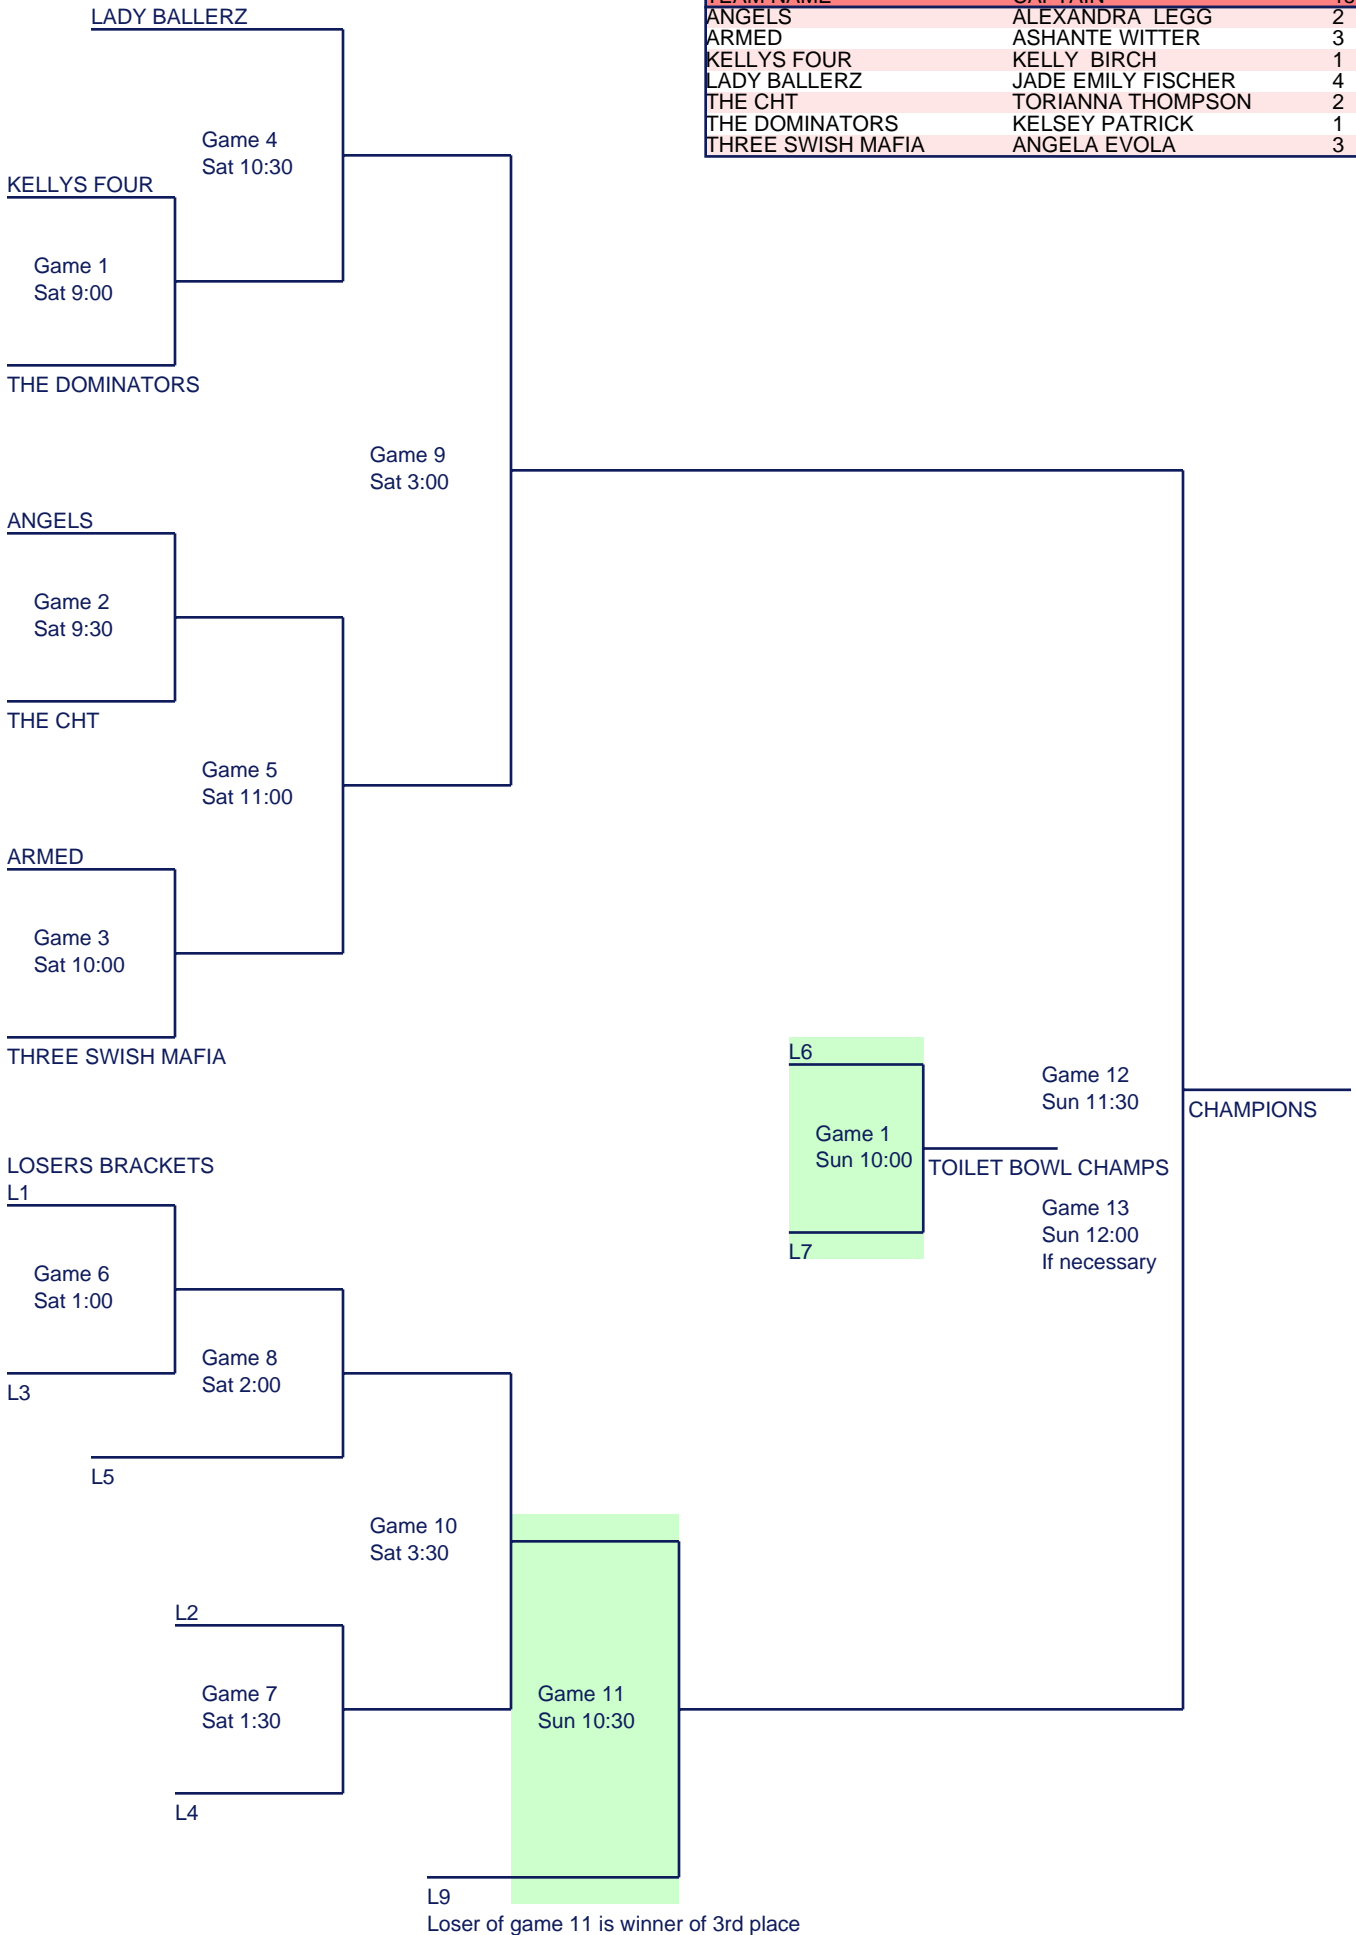 LADY BALLERZ
TEAM NAME CAPTAIN
ANGELS ALEXANDRA LEGG 2
ARMED ASHANTE WITTER 3
KELLYS FOUR KELLY BIRCH 1
LADY BALLERZ JADE EMILY FISCHER 4
THE CHT TORIANNA THOMPSON 2
THE DOMINATORS KELSEY PATRICK 1
THREE SWISH MAFIA ANGELA EVOLA 3
Game 4
Sat 10:30
KELLYS FOUR
Game 1
Sat 9:00
THE DOMINATORS
Game 9
Sat 3:00
ANGELS
Game 2
Sat 9:30
THE CHT
Game 5
Sat 11:00
ARMED
Game 3
Sat 10:00
THREE SWISH MAFIA
L6
Game 1
Sun 10:00
TOILET BOWL CHAMPS
L7
Game 12
Sun 11:30
CHAMPIONS
Game 13
Sun 12:00
If necessary
LOSERS BRACKETS
L1
Game 6
Sat 1:00
L3
Game 8
Sat 2:00
L5
Game 10
Sat 3:30
L2
Game 7
Sat 1:30
L4
Game 11
Sun 10:30
L9
Loser of game 11 is winner of 3rd place